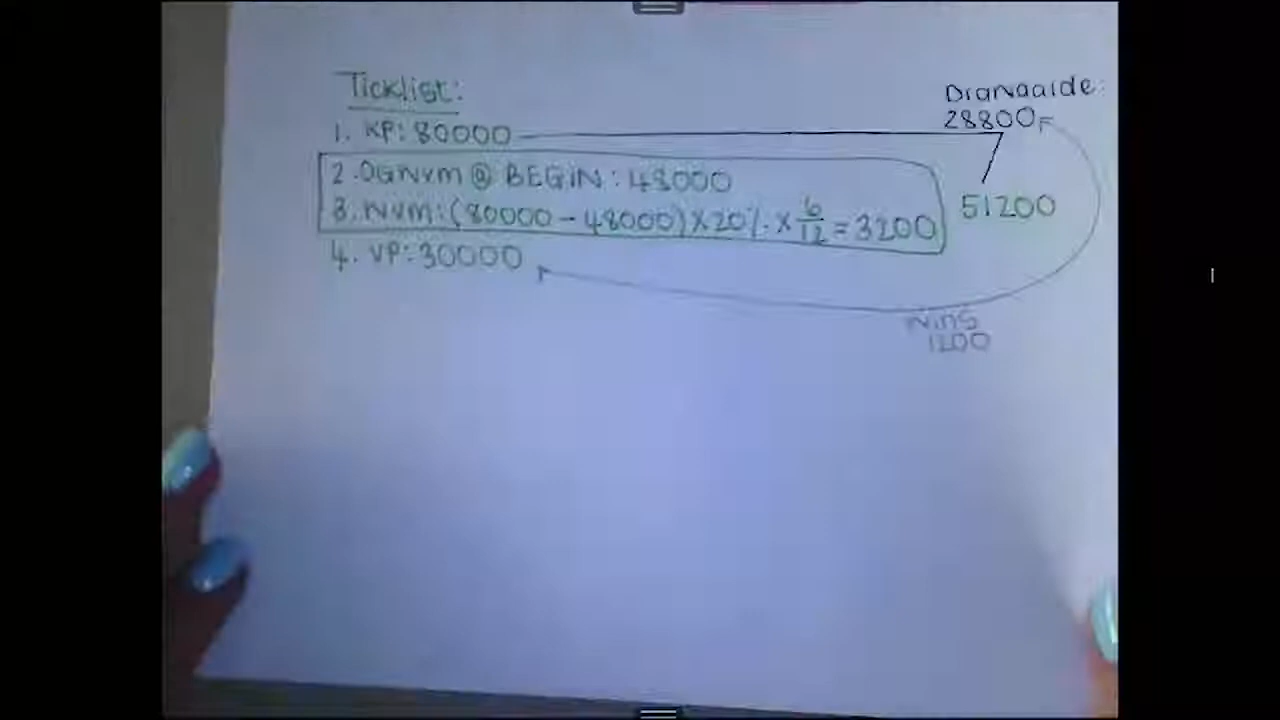 Ticklist:
1. KP: 80000
2. OGNVM @ BEGIN: 48000
3. NVM: (80000 - 48000) X 20% X 6/12 = 3200
4. VP: 30000
Drawaarde:
28800
51200
Wins
1200